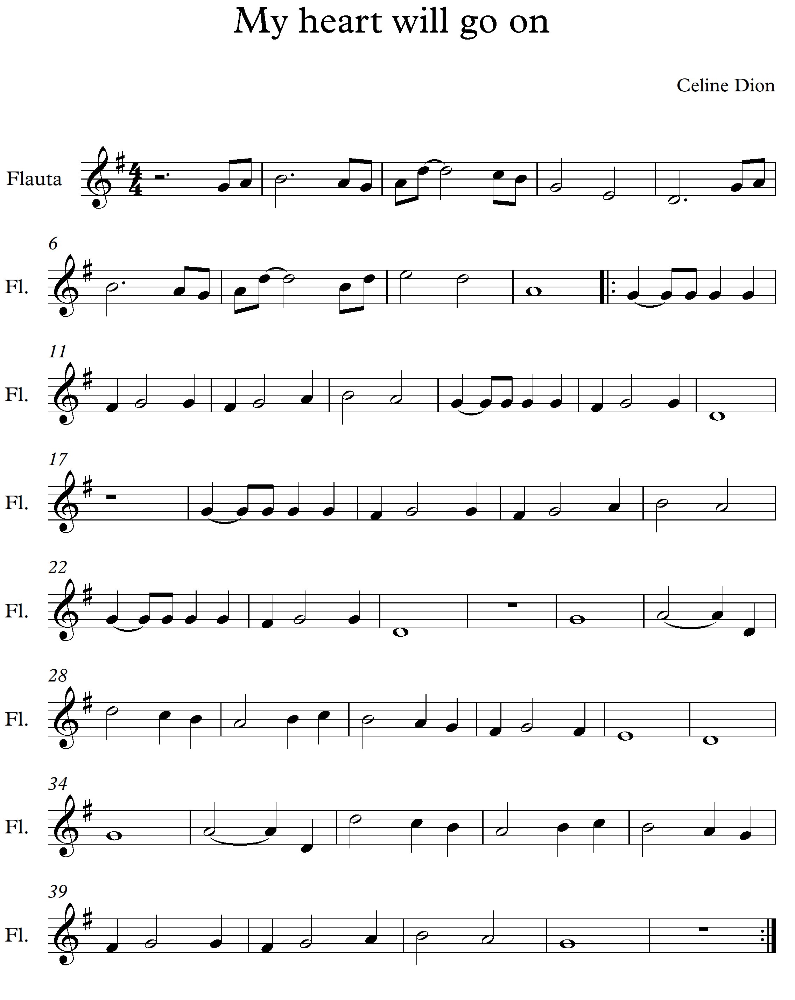 My heart will go on
Celine Dion
Flauta
4
4
6
Fl.
11
Fl.
17
Fl.
22
Fl.
28
Fl.
34
Fl.
39
Fl.